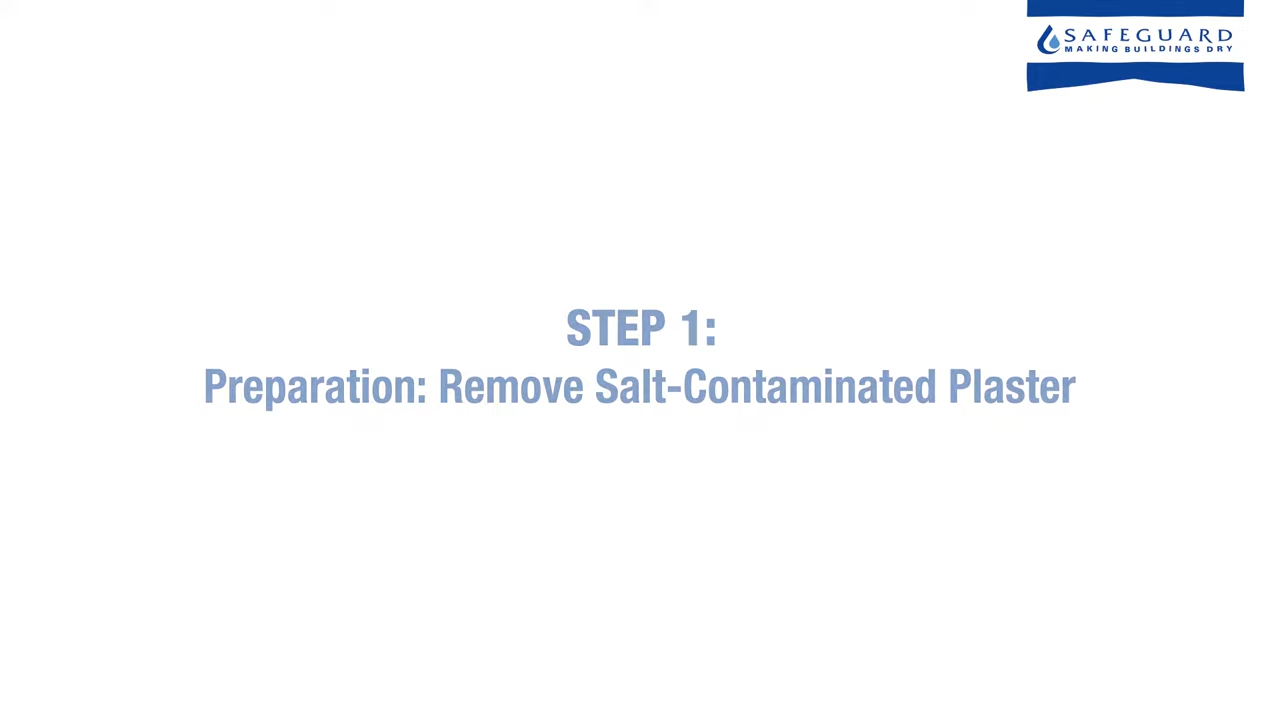 SAFEGUARD
MAKING BUILDINGS DRY
STEP 1:
Preparation: Remove Salt-Contaminated Plaster